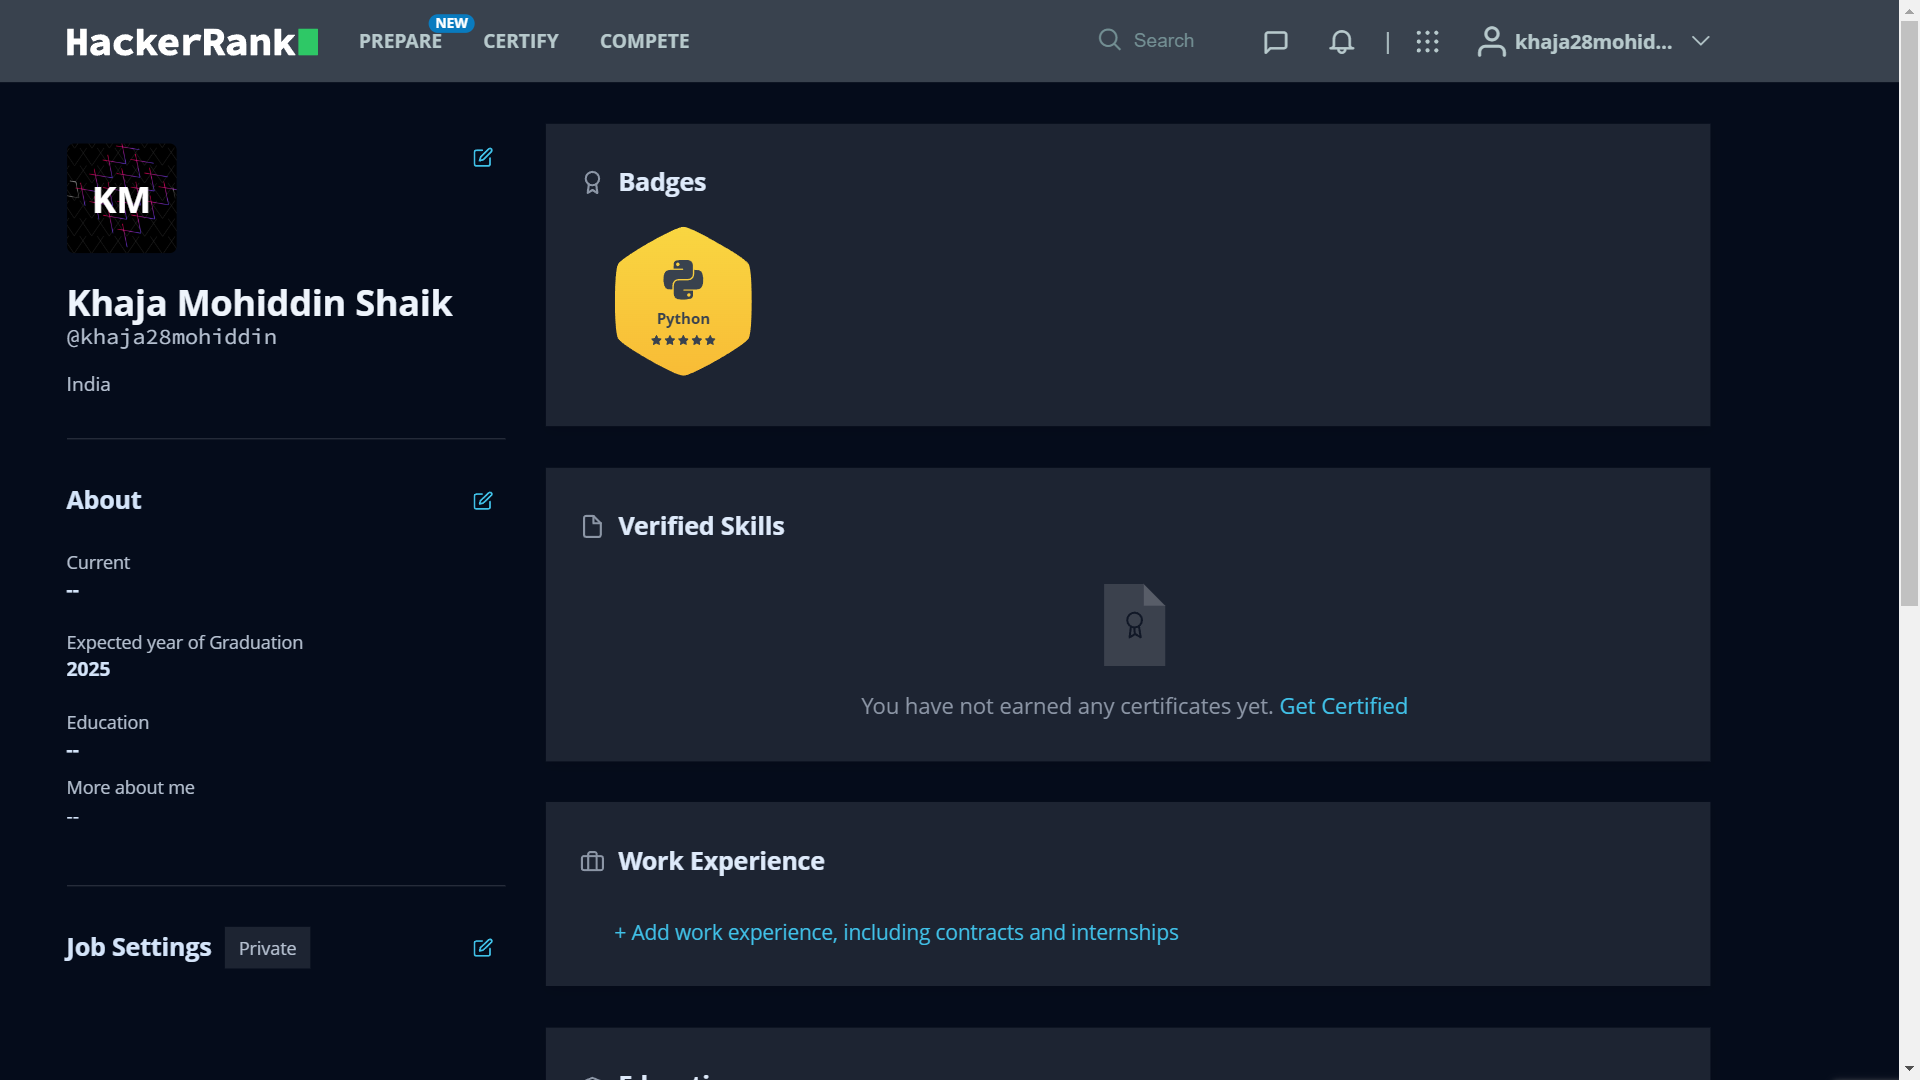 HackerRank
PREPARE
NEW
CERTIFY
COMPETE
Search
|
khaja28mohid...
KM
Khaja Mohiddin Shaik
@khaja28mohiddin
India
About
Current
--
Expected year of Graduation
2025
Education
--
More about me
--
Job Settings
Private
Badges
Python
Verified Skills
You have not earned any certificates yet. Get Certified
Work Experience
+ Add work experience, including contracts and internships